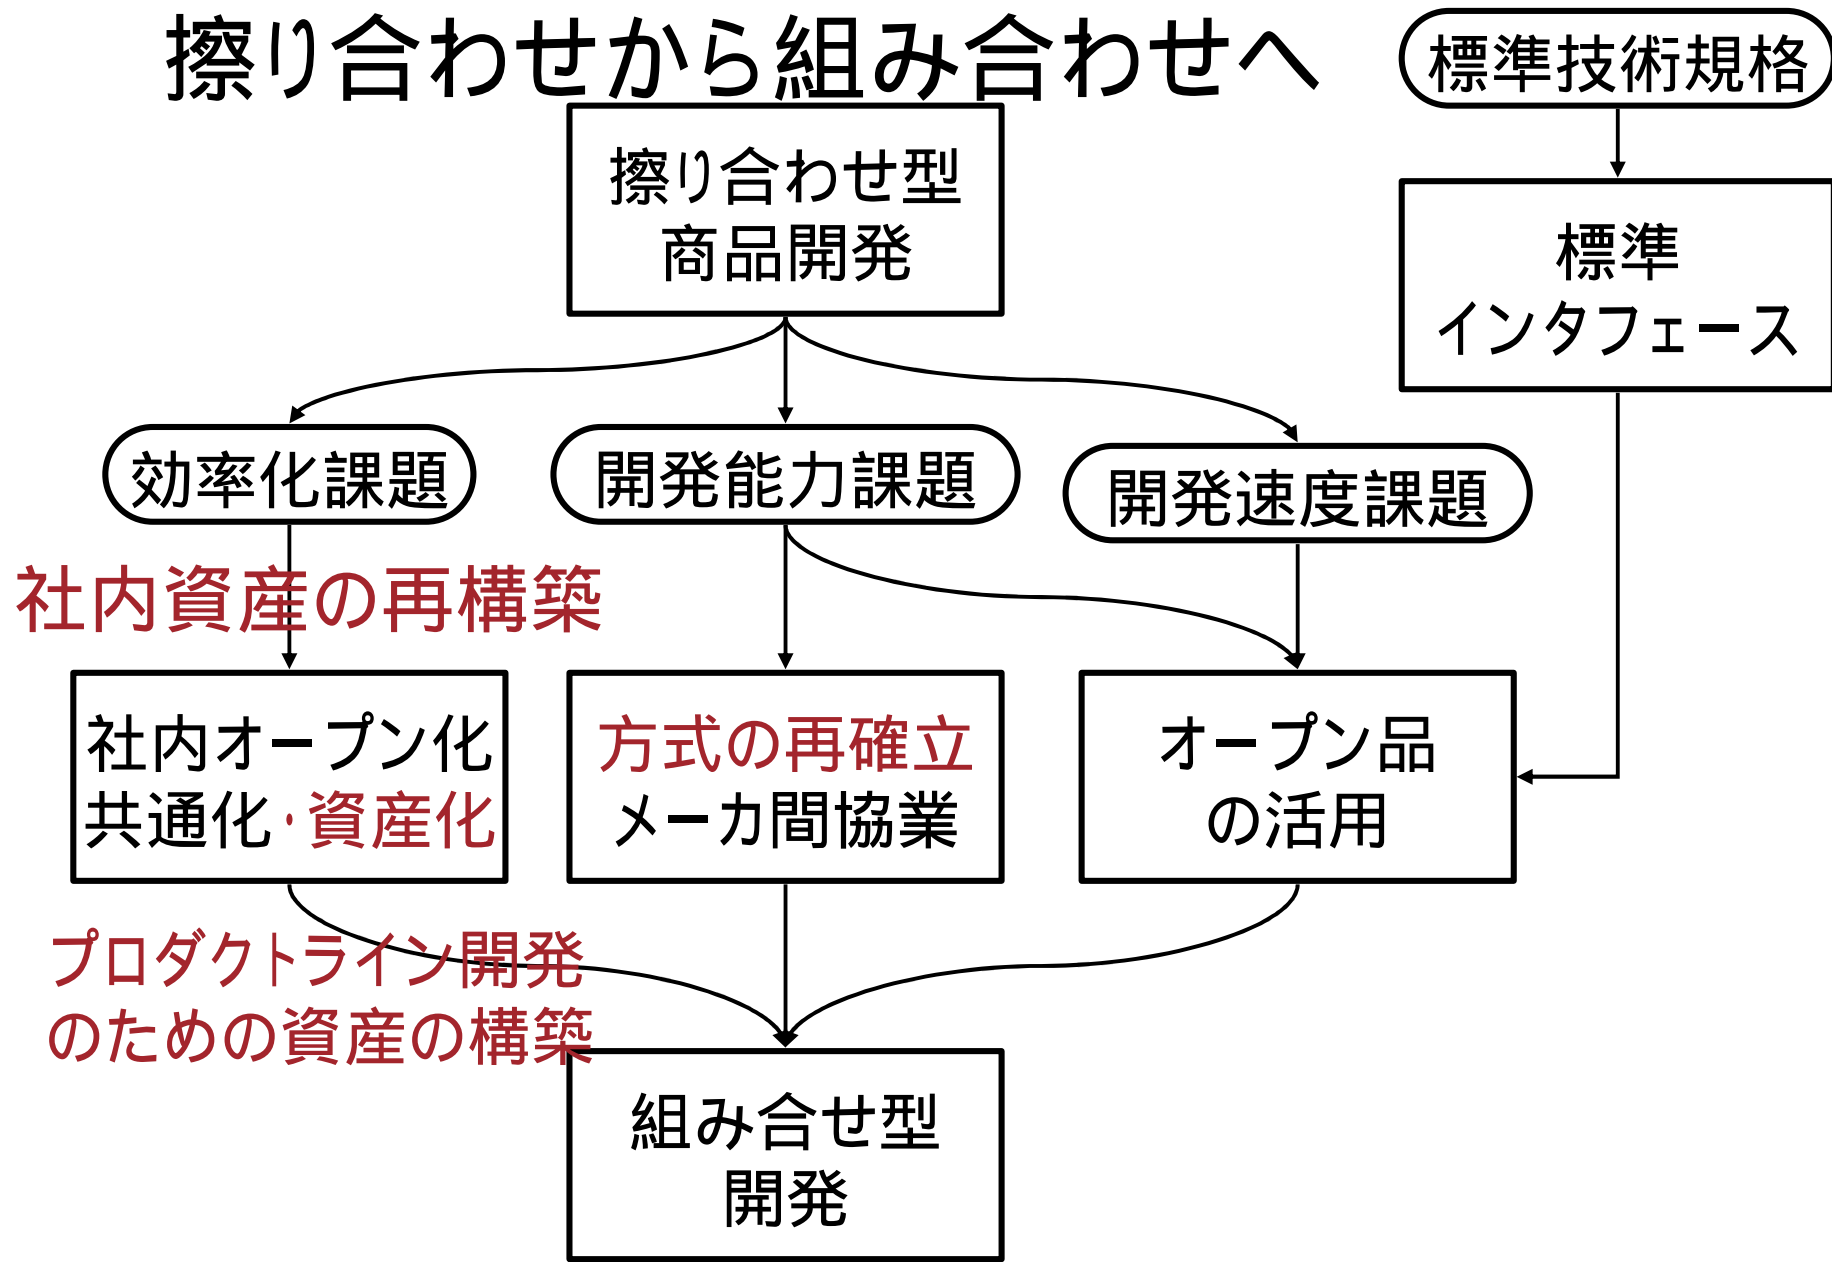 擦り合わせから組み合わせへ
標準技術規格
擦り合わせ型
商品開発
標準
インタフェース
効率化課題
開発能力課題
開発速度課題
社内資産の再構築
社内オープン化
共通化・資産化
方式の再確立
メーカ間協業
オープン品
の活用
プロダクトライン開発
のための資産の構築
組み合せ型
開発